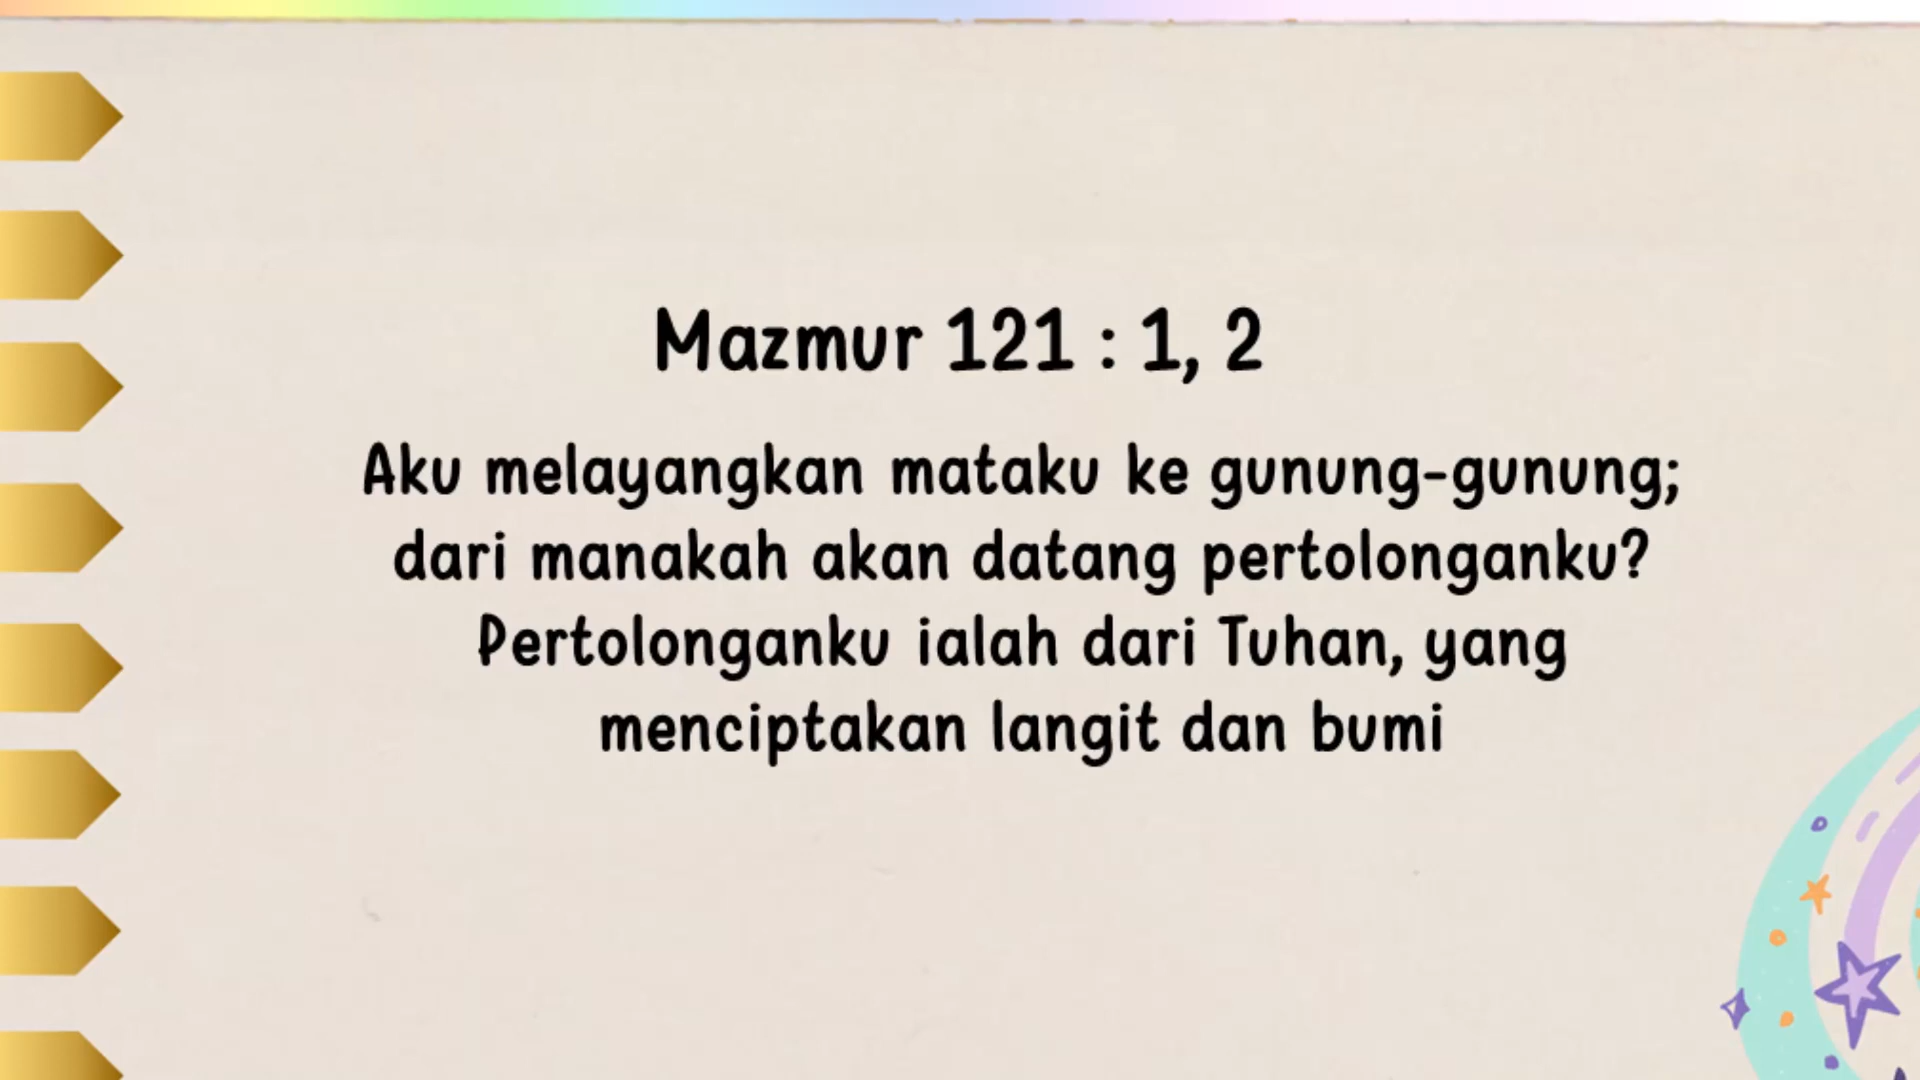 Mazmur 121 : 1, 2
Aku melayangkan mataku ke gunung-gunung;
dari manakah akan datang pertolonganku?
Pertolonganku ialah dari Tuhan, yang
menciptakan langit dan bumi